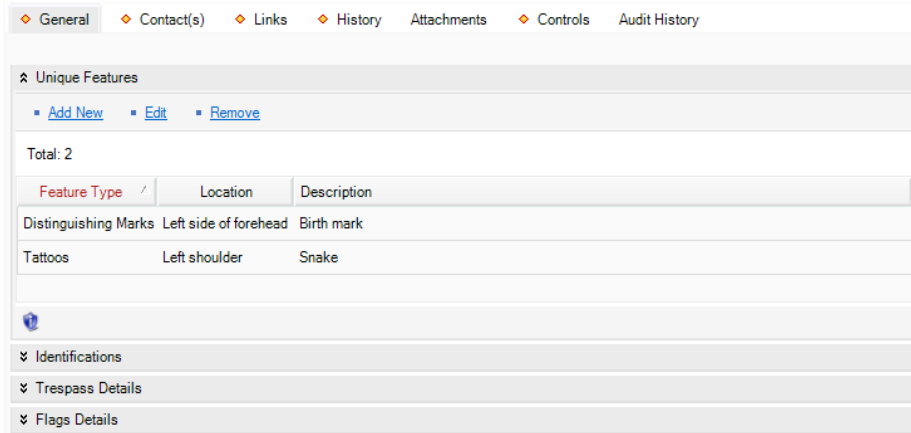 General Contact(s) Links History Attachments Controls Audit History
Unique Features
Add New Edit Remove
Total: 2
Feature Type Location Description
Distinguishing Marks Left side of forehead Birth mark
Tattoos Left shoulder Snake
Identifications
Trespass Details
Flags Details